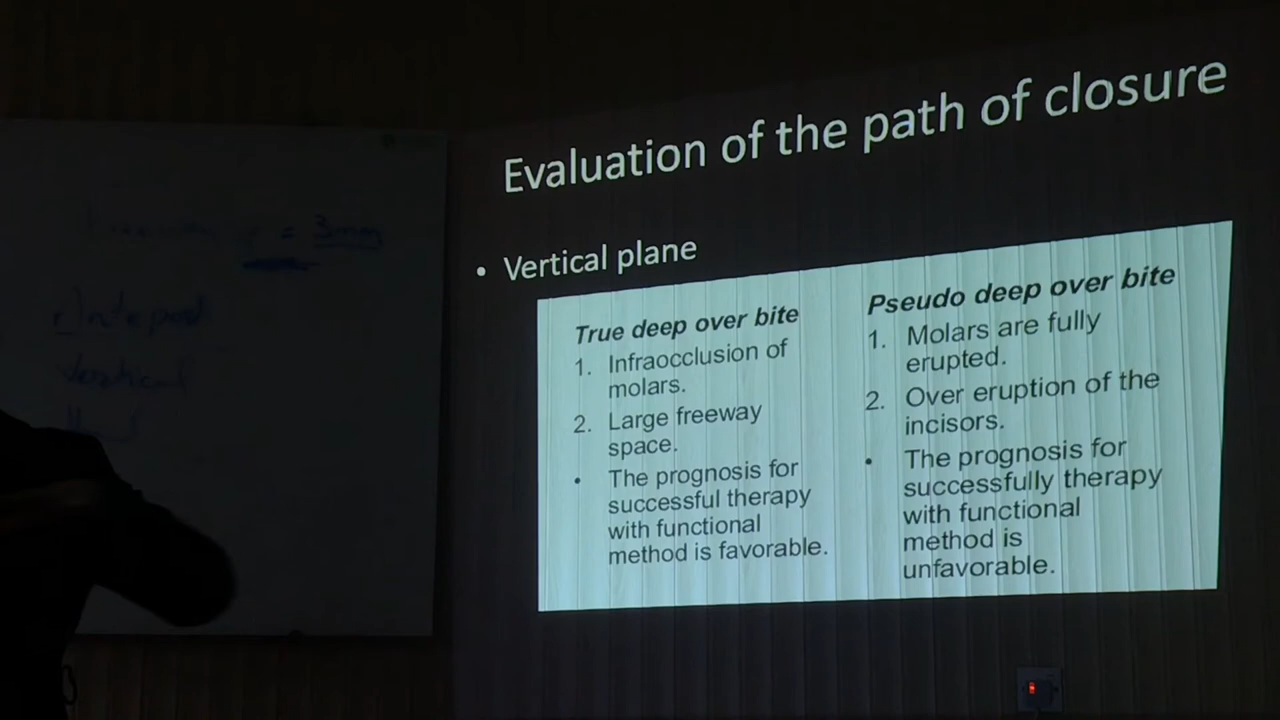 Evaluation of the path of closure
• Vertical plane
True deep over bite
1. Infraocclusion of
molars.
2. Large freeway
space.
• The prognosis for
successful therapy
with functional
method is favorable.
Pseudo deep over bite
1. Molars are fully
erupted.
2. Over eruption of the
incisors.
• The prognosis for
successfully therapy
with functional
method is
unfavorable.
= 3mm
Vertical